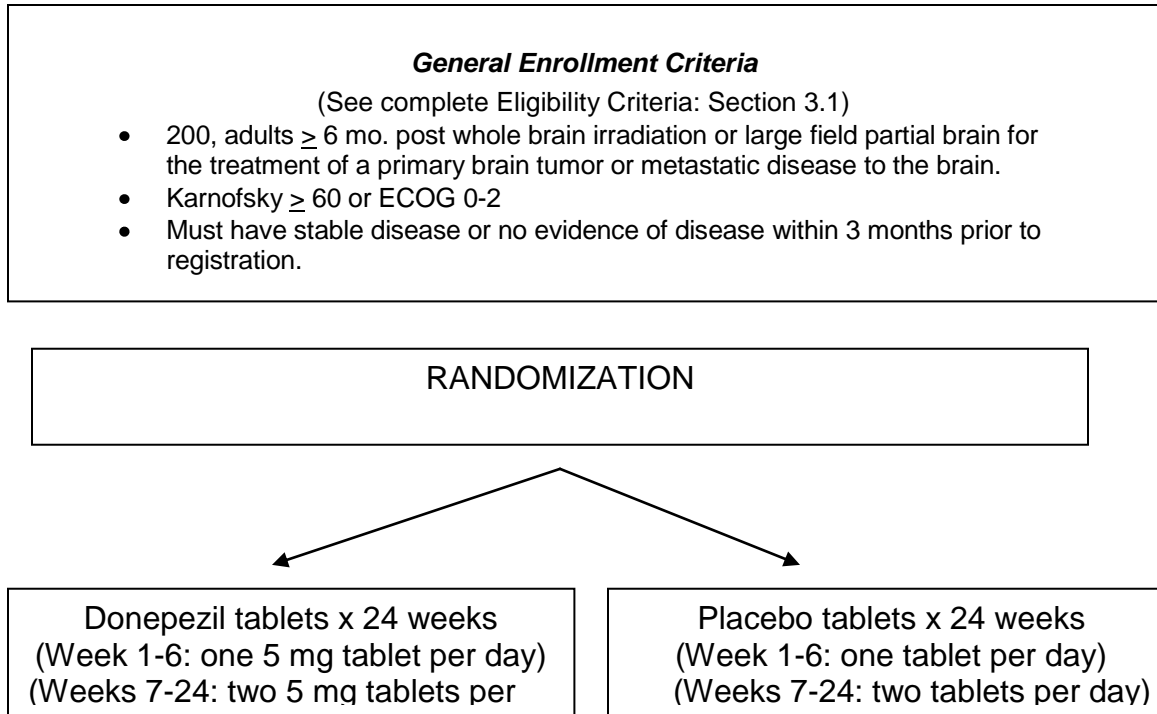 General Enrollment Criteria
(See complete Eligibility Criteria: Section 3.1)
• 200, adults > 6 mo. post whole brain irradiation or large field partial brain for
the treatment of a primary brain tumor or metastatic disease to the brain.
• Karnofsky > 60 or ECOG 0-2
• Must have stable disease or no evidence of disease within 3 months prior to
registration.
RANDOMIZATION
Donepezil tablets x 24 weeks
(Week 1-6: one 5 mg tablet per day)
(Weeks 7-24: two 5 mg tablets per
Placebo tablets x 24 weeks
(Week 1-6: one tablet per day)
(Weeks 7-24: two tablets per day)